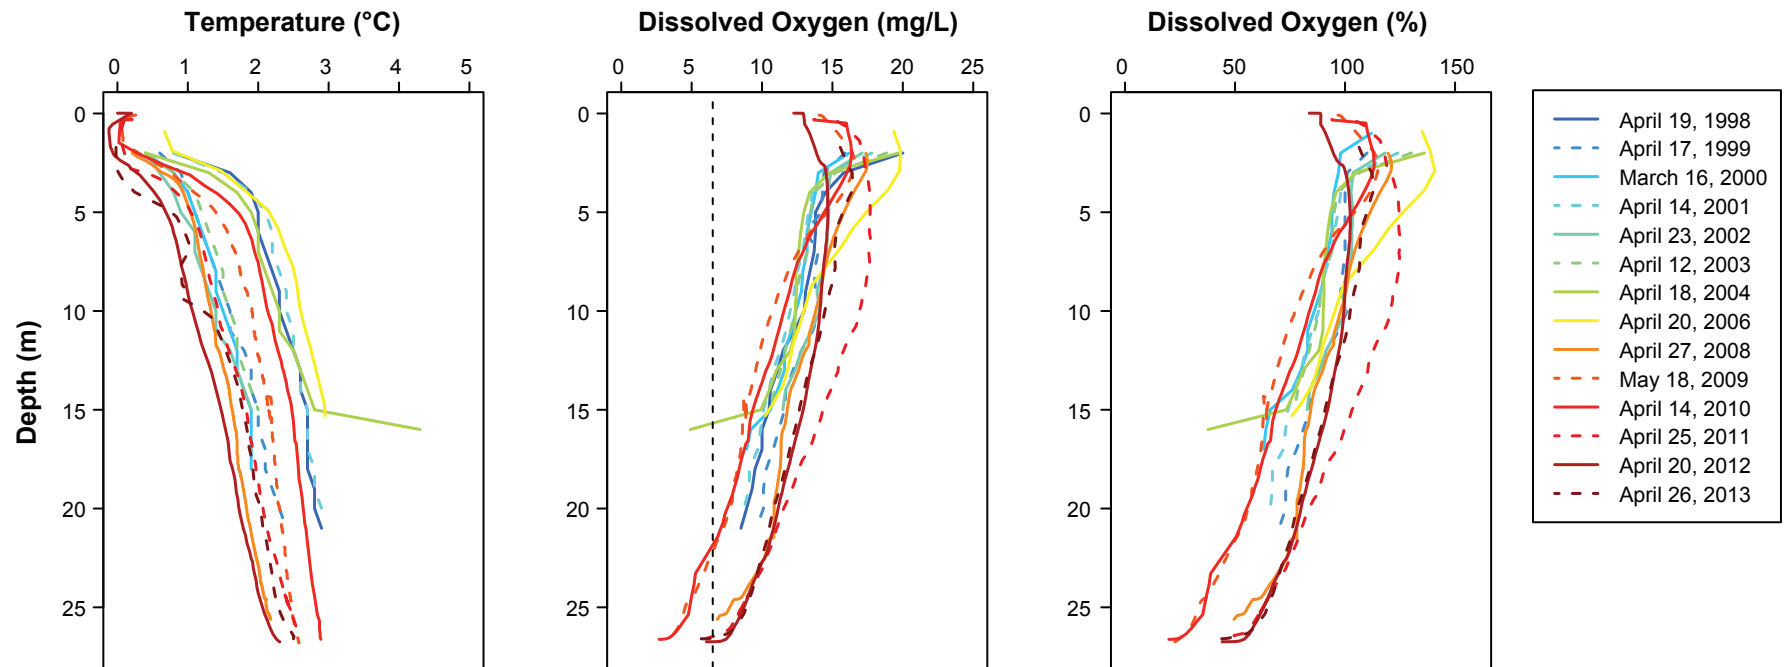 Temperature (°C)
0 1 2 3 4 5
Dissolved Oxygen (mg/L)
0 5 10 15 20 25
Dissolved Oxygen (%)
0 50 100 150
Depth (m)
0
5
10
15
20
25
0
5
10
15
20
25
0
5
10
15
20
25
April 19, 1998
April 17, 1999
March 16, 2000
April 14, 2001
April 23, 2002
April 12, 2003
April 18, 2004
April 20, 2006
April 27, 2008
May 18, 2009
April 14, 2010
April 25, 2011
April 20, 2012
April 26, 2013